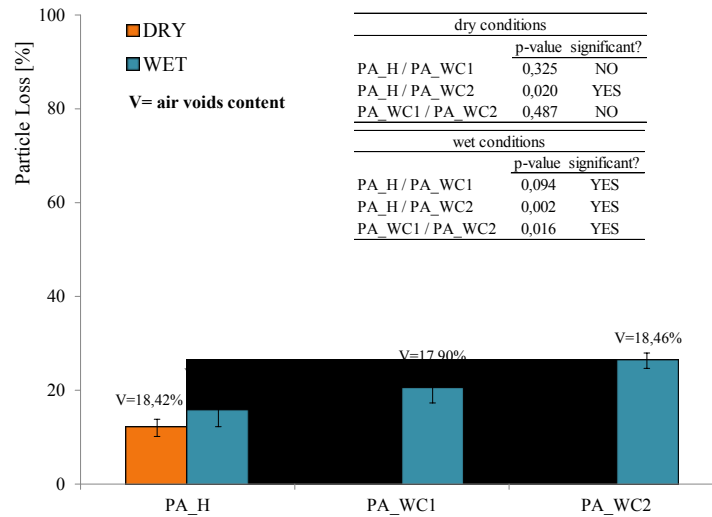 100
80
60
40
20
0
Particle Loss [%]
DRY
WET
V= air voids content
dry conditions
p-value significant?
PA_H / PA_WC1 0,325 NO
PA_H / PA_WC2 0,020 YES
PA_WC1 / PA_WC2 0,487 NO
wet conditions
p-value significant?
PA_H / PA_WC1 0,094 YES
PA_H / PA_WC2 0,002 YES
PA_WC1 / PA_WC2 0,016 YES
V=18,42%
V=17,90%
V=18,46%
PA_H PA_WC1 PA_WC2